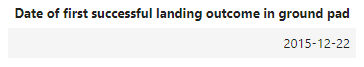 Date of first successful landing outcome in ground pad
2015-12-22